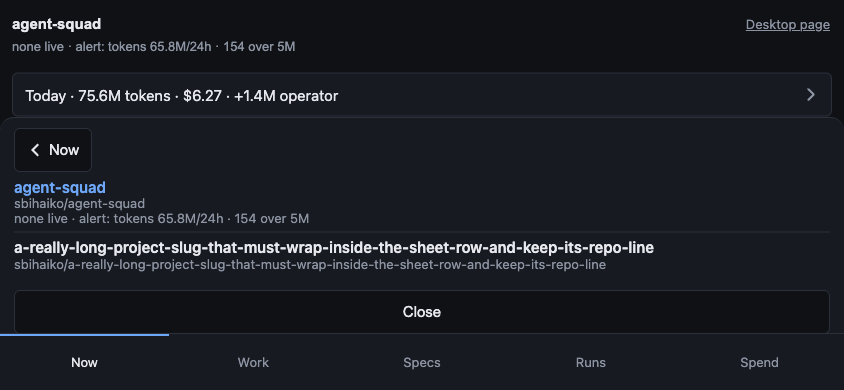 agent-squad
Desktop page
none live · alert: tokens 65.8M/24h · 154 over 5M
Today · 75.6M tokens · $6.27 · +1.4M operator
Now
agent-squad
sbihaiko/agent-squad
none live · alert: tokens 65.8M/24h · 154 over 5M
a-really-long-project-slug-that-must-wrap-inside-the-sheet-row-and-keep-its-repo-line
sbihaiko/a-really-long-project-slug-that-must-wrap-inside-the-sheet-row-and-keep-its-repo-line
Close
Now
Work
Specs
Runs
Spend